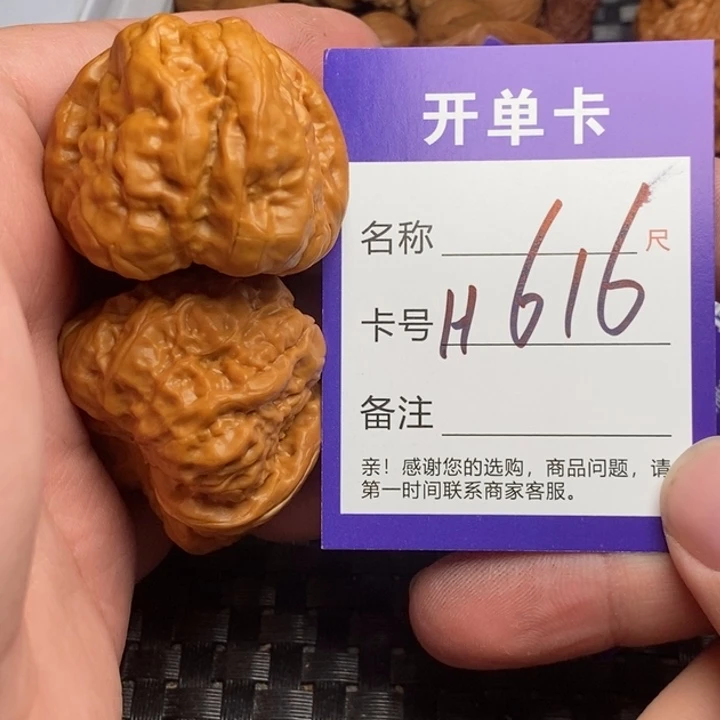 开单卡
名称 尺
卡号 H616
备注
亲！感谢您的选购，商品问题，请
第一时间联系商家客服。